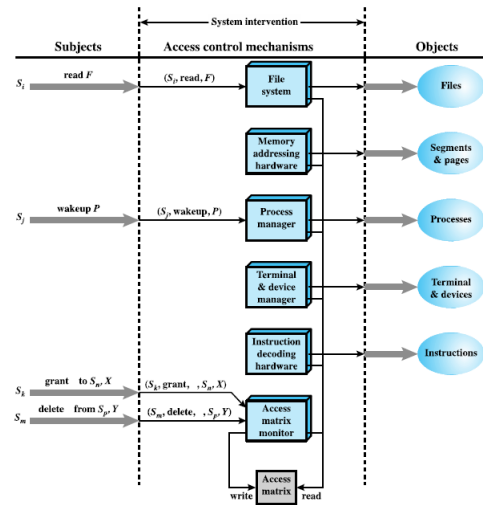 System intervention
Subjects Access control mechanisms Objects
Sᵢ read F (Sᵢ, read, F) File system Files
Memory addressing hardware Segments & pages
Sⱼ wakeup P (Sⱼ, wakeup, P) Process manager Processes
Terminal & device manager Terminal & devices
Instruction decoding hardware Instructions
Sₖ grant to Sₙ, X (Sₖ, grant, , Sₙ, X)
Sₘ delete from Sₚ, Y (Sₘ, delete, , Sₚ, Y) Access matrix monitor
Access matrix
write read